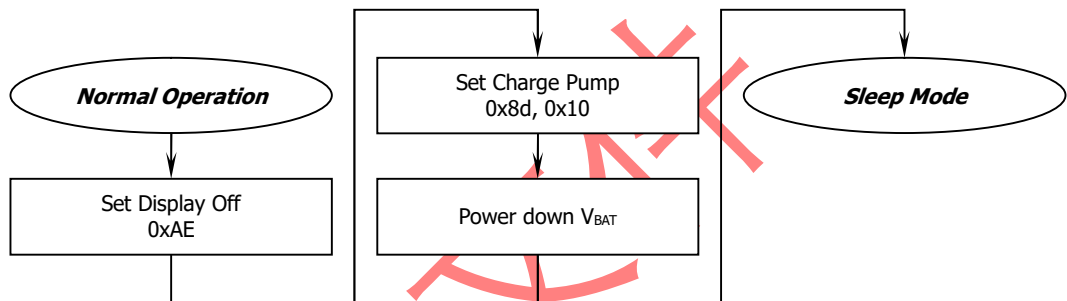 Normal Operation
Set Display Off
0xAE
Set Charge Pump
0x8d, 0x10
Power down VBAT
Sleep Mode